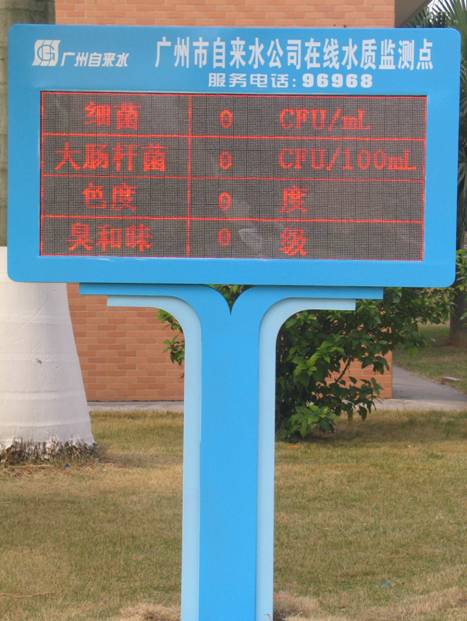 广州自来水
广州市自来水公司在线水质监测点
服务电话:96968
细菌 0 CFU/mL
大肠杆菌 0 CFU/100mL
色度 0 度
臭和味 0 级